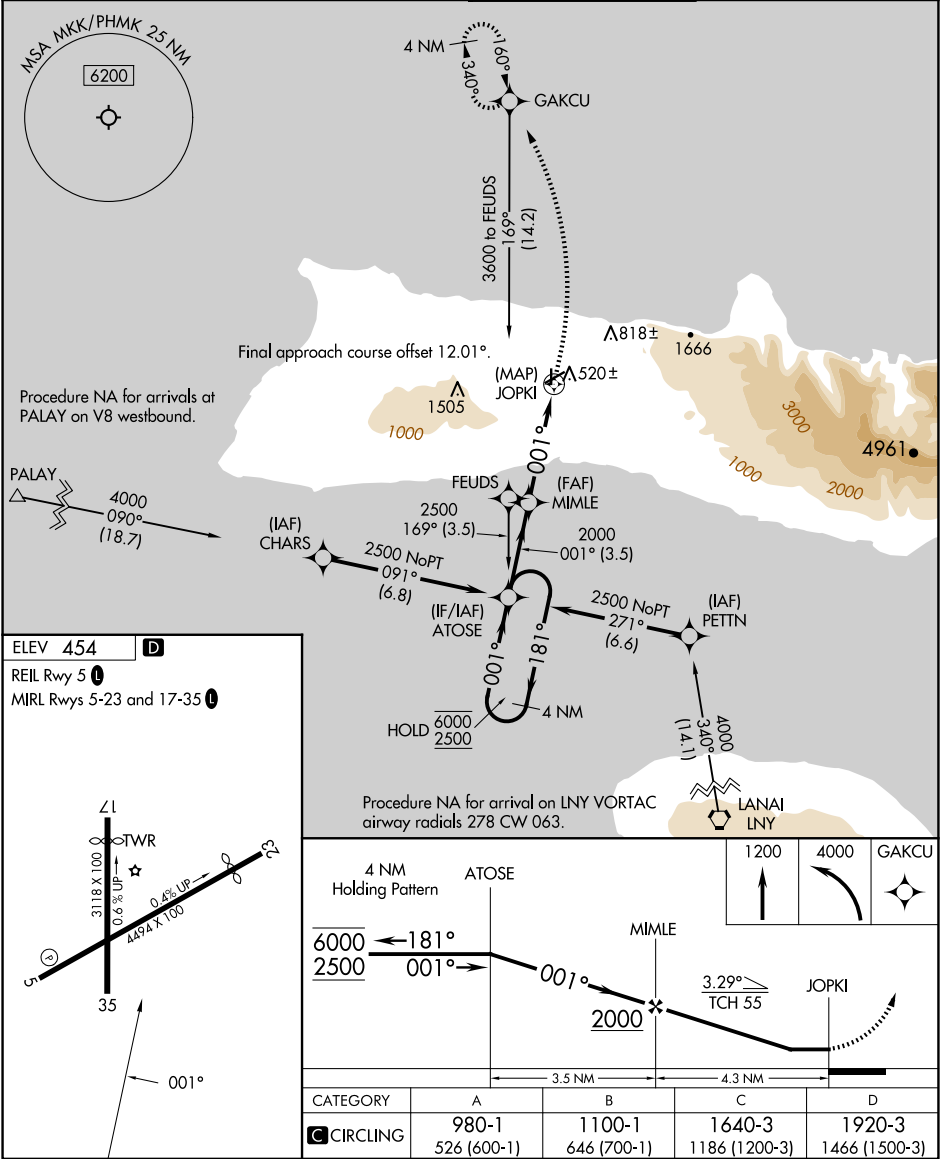 MSA MKK/PHMK 25 NM
6200
4 NM
340°
160°
GAKCU
3600 to FEUDS
169°
(14.2)
818±
1666
Final approach course offset 12.01°.
(MAP)
JOPKI
520±
1505
1000
Procedure NA for arrivals at
PALAY on V8 westbound.
3000
4961
1000
2000
001°
PALAY
4000
090°
(18.7)
FEUDS
(FAF)
MIMLE
2500
169° (3.5)
2000
001° (3.5)
(IAF)
CHARS
2500 NoPT
091°
(6.8)
(IF/IAF)
ATOSE
2500 NoPT
271°
(6.6)
(IAF)
PETTN
001°
181°
HOLD
6000
2500
4 NM
4000
340°
(14.1)
Procedure NA for arrival on LNY VORTAC
airway radials 278 CW 063.
LANAI
LNY
ELEV 454
D
REIL Rwy 5 L
MIRL Rwys 5-23 and 17-35 L
17
TWR
3118 X 100
0.6 % UP
23
0.4% UP
4494 X 100
P
5
35
001°
4 NM
Holding Pattern
ATOSE
1200
4000
GAKCU
6000
2500
181°
001°
001°
MIMLE
2000
3.29°
TCH 55
JOPKI
3.5 NM
4.3 NM
CATEGORY A B C D
C CIRCLING 980-1 1100-1 1640-3 1920-3
526 (600-1) 646 (700-1) 1186 (1200-3) 1466 (1500-3)